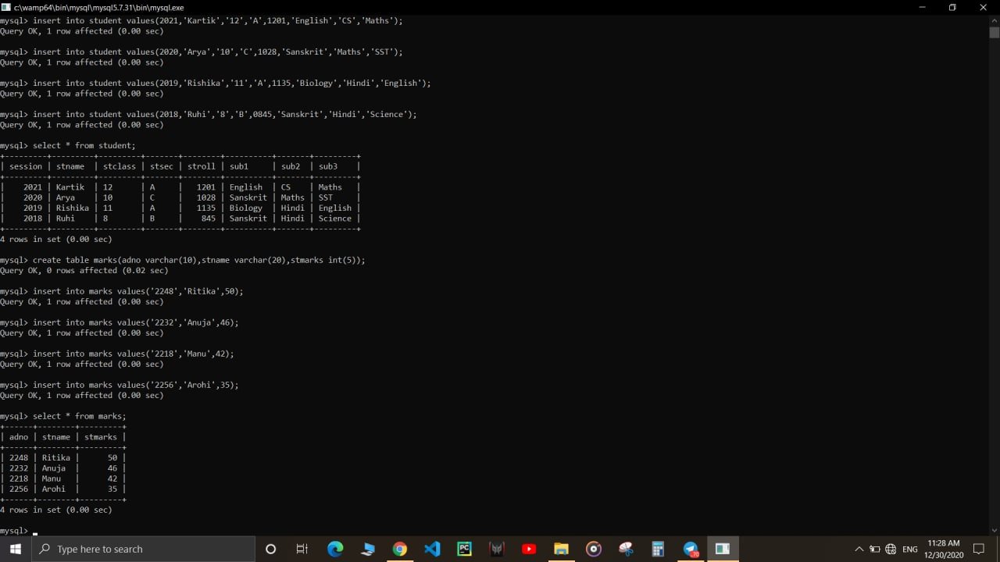 c:\wamp64\bin\mysql\mysql5.7.31\bin\mysql.exe
mysql> insert into student values(2021,'Kartik','12','A',1201,'English','CS','Maths');
Query OK, 1 row affected (0.00 sec)
mysql> insert into student values(2020,'Arya','10','C',1028,'Sanskrit','Maths','SST');
Query OK, 1 row affected (0.00 sec)
mysql> insert into student values(2019,'Rishika','11','A',1135,'Biology','Hindi','English');
Query OK, 1 row affected (0.00 sec)
mysql> insert into student values(2018,'Ruhi','8','B',0845,'Sanskrit','Hindi','Science');
Query OK, 1 row affected (0.00 sec)
mysql> select * from student;
+---------+---------+---------+-------+--------+----------+-------+---------+
| session | stname  | stclass | stsec | stroll | sub1     | sub2  | sub3    |
+---------+---------+---------+-------+--------+----------+-------+---------+
|    2021 | Kartik  | 12      | A     |   1201 | English  | CS    | Maths   |
|    2020 | Arya    | 10      | C     |   1028 | Sanskrit | Maths | SST     |
|    2019 | Rishika | 11      | A     |   1135 | Biology  | Hindi | English |
|    2018 | Ruhi    | 8       | B     |    845 | Sanskrit | Hindi | Science |
+---------+---------+---------+-------+--------+----------+-------+---------+
4 rows in set (0.00 sec)
mysql> create table marks(adno varchar(10),stname varchar(20),stmarks int(5));
Query OK, 0 rows affected (0.02 sec)
mysql> insert into marks values('2248','Ritika',50);
Query OK, 1 row affected (0.00 sec)
mysql> insert into marks values('2232','Anuja',46);
Query OK, 1 row affected (0.00 sec)
mysql> insert into marks values('2218','Manu',42);
Query OK, 1 row affected (0.00 sec)
mysql> insert into marks values('2256','Arohi',35);
Query OK, 1 row affected (0.00 sec)
mysql> select * from marks;
+------+--------+---------+
| adno | stname | stmarks |
+------+--------+---------+
| 2248 | Ritika |      50 |
| 2232 | Anuja  |      46 |
| 2218 | Manu   |      42 |
| 2256 | Arohi  |      35 |
+------+--------+---------+
4 rows in set (0.00 sec)
mysql>
Type here to search
PC
70
ENG
11:28 AM
12/30/2020